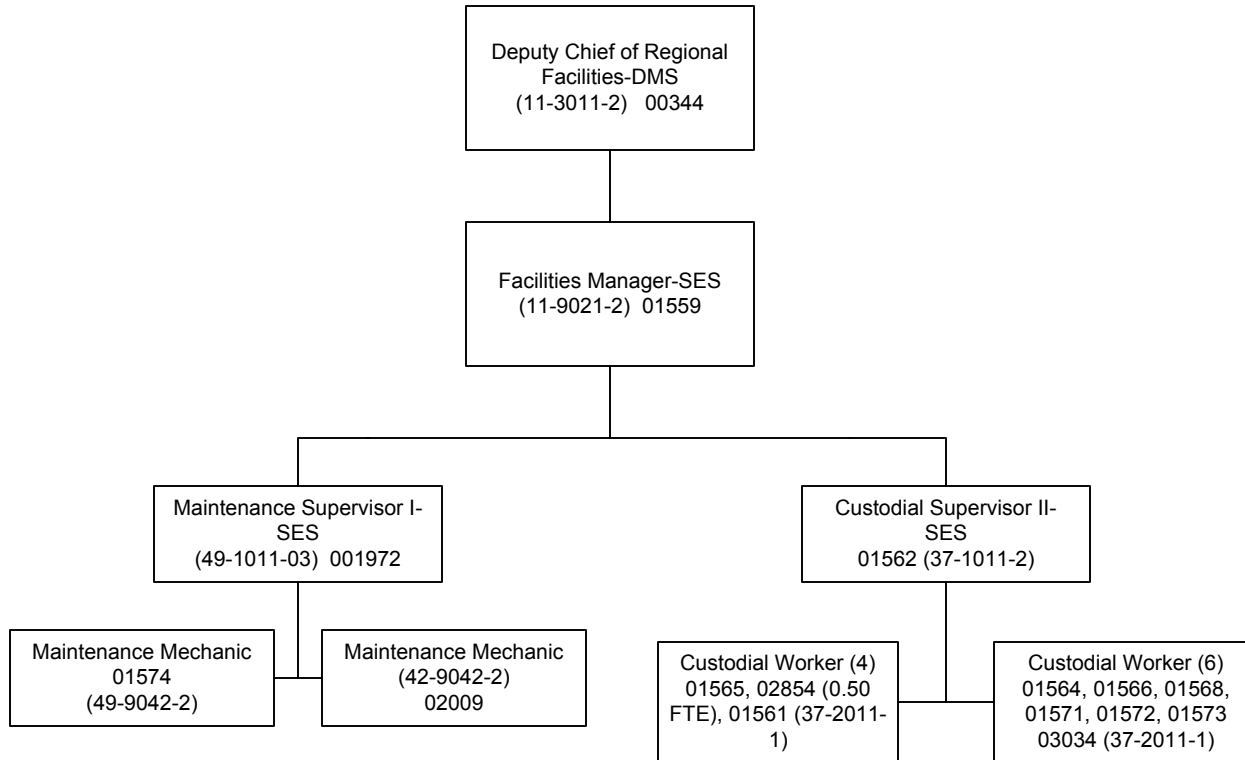 Deputy Chief of Regional
Facilities-DMS
(11-3011-2) 00344
Facilities Manager-SES
(11-9021-2) 01559
Maintenance Supervisor I-
SES
(49-1011-03) 001972
Custodial Supervisor II-
SES
01562 (37-1011-2)
Maintenance Mechanic
01574
(49-9042-2)
Maintenance Mechanic
(42-9042-2)
02009
Custodial Worker (4)
01565, 02854 (0.50
FTE), 01561 (37-2011-
1)
Custodial Worker (6)
01564, 01566, 01568,
01571, 01572, 01573
03034 (37-2011-1)